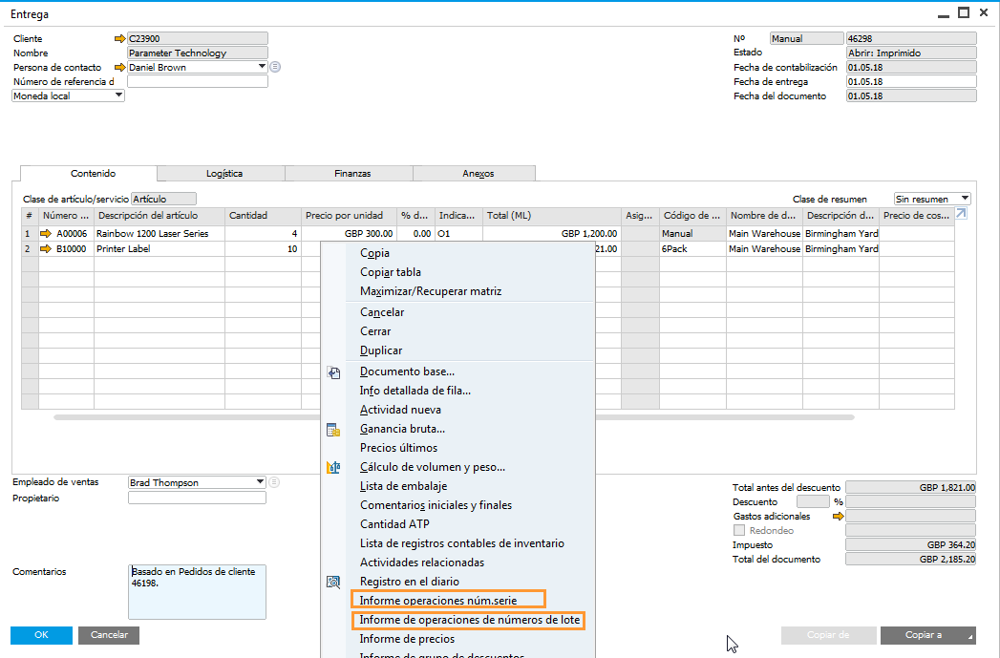 Entrega
Cliente C23900
Nombre Parameter Technology
Persona de contacto Daniel Brown
Número de referencia d
Moneda local
Nº Manual 46298
Estado Abrir: Imprimido
Fecha de contabilización 01.05.18
Fecha de entrega 01.05.18
Fecha del documento 01.05.18
Contenido Logística Finanzas Anexos
Clase de artículo/servicio Artículo
Clase de resumen Sin resumen
# Número ... Descripción del artículo Cantidad Precio por unidad % d... Indica... Total (ML) Asig... Código de ... Nombre de d... Descripción d... Precio de cos...
1 A00006 Rainbow 1200 Laser Series 4 GBP 300.00 0.00 O1 GBP 1,200.00 Manual Main Warehouse Birmingham Yard
2 B10000 Printer Label 10 21.00 6Pack Main Warehouse Birmingham Yard
Copia
Copiar tabla
Maximizar/Recuperar matriz
Cancelar
Cerrar
Duplicar
Documento base...
Info detallada de fila...
Actividad nueva
Ganancia bruta...
Precios últimos
Cálculo de volumen y peso...
Lista de embalaje
Comentarios iniciales y finales
Cantidad ATP
Lista de registros contables de inventario
Actividades relacionadas
Registro en el diario
Informe operaciones núm.serie
Informe de operaciones de números de lote
Informe de precios
Informe de grupo de descuentos
Empleado de ventas Brad Thompson
Propietario
Comentarios Basado en Pedidos de cliente
46198.
Total antes del descuento GBP 1,821.00
Descuento %
Gastos adicionales
Redondeo
Impuesto GBP 364.20
Total del documento GBP 2,185.20
OK Cancelar Copiar de Copiar a